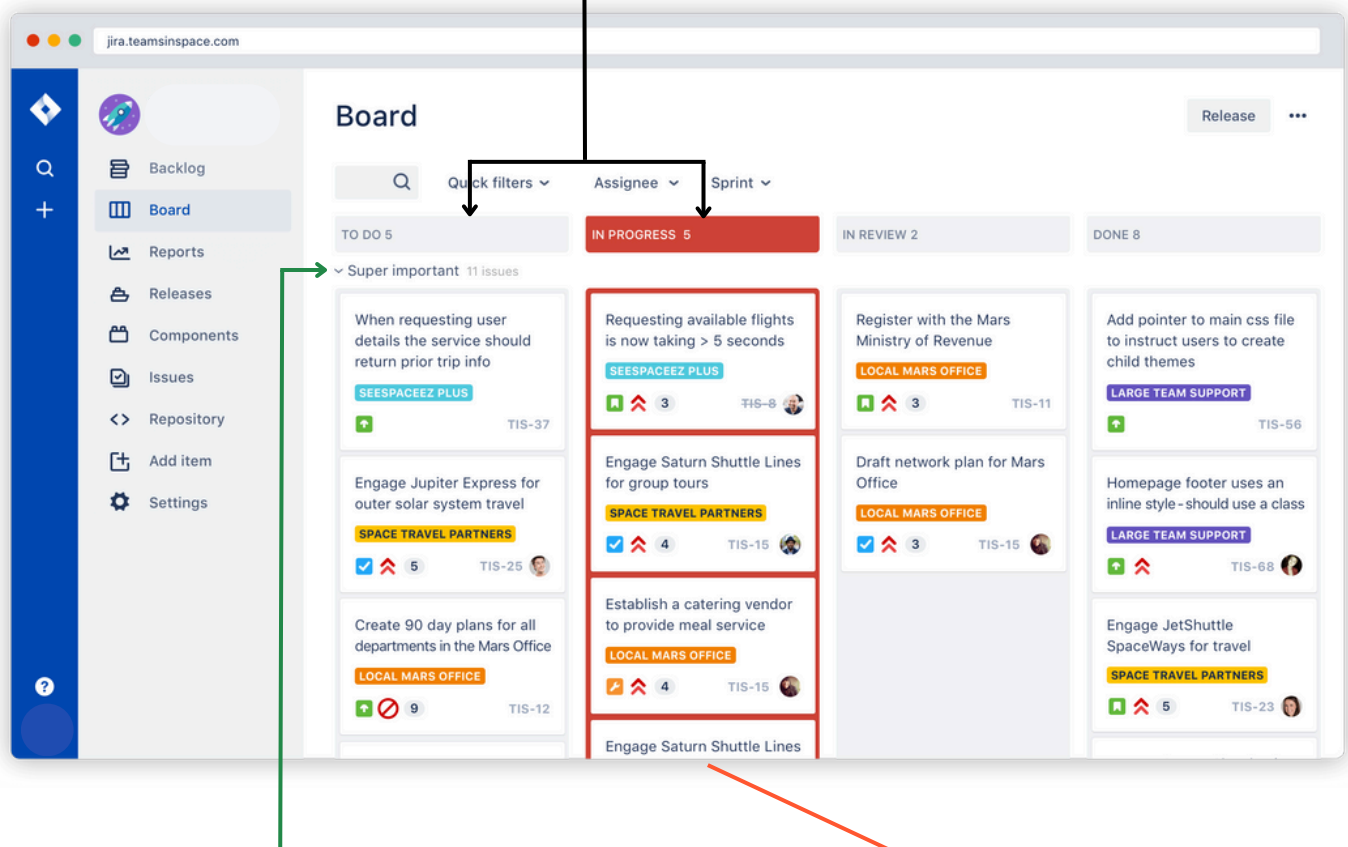 jira.teamsinspace.com
Board
Release
Backlog
Board
Reports
Releases
Components
Issues
Repository
Add item
Settings
Quick filters
Assignee
Sprint
TO DO 5
IN PROGRESS 5
IN REVIEW 2
DONE 8
Super important 11 issues
When requesting user
details the service should
return prior trip info
SEESPACEEZ PLUS
TIS-37
Engage Jupiter Express for
outer solar system travel
SPACE TRAVEL PARTNERS
5 TIS-25
Create 90 day plans for all
departments in the Mars Office
LOCAL MARS OFFICE
9 TIS-12
Requesting available flights
is now taking > 5 seconds
SEESPACEEZ PLUS
3 TIS-8
Engage Saturn Shuttle Lines
for group tours
SPACE TRAVEL PARTNERS
4 TIS-15
Establish a catering vendor
to provide meal service
LOCAL MARS OFFICE
4 TIS-15
Engage Saturn Shuttle Lines
Register with the Mars
Ministry of Revenue
LOCAL MARS OFFICE
3 TIS-11
Draft network plan for Mars
Office
LOCAL MARS OFFICE
3 TIS-15
Add pointer to main css file
to instruct users to create
child themes
LARGE TEAM SUPPORT
TIS-56
Homepage footer uses an
inline style-should use a class
LARGE TEAM SUPPORT
TIS-68
Engage JetShuttle
SpaceWays for travel
SPACE TRAVEL PARTNERS
5 TIS-23